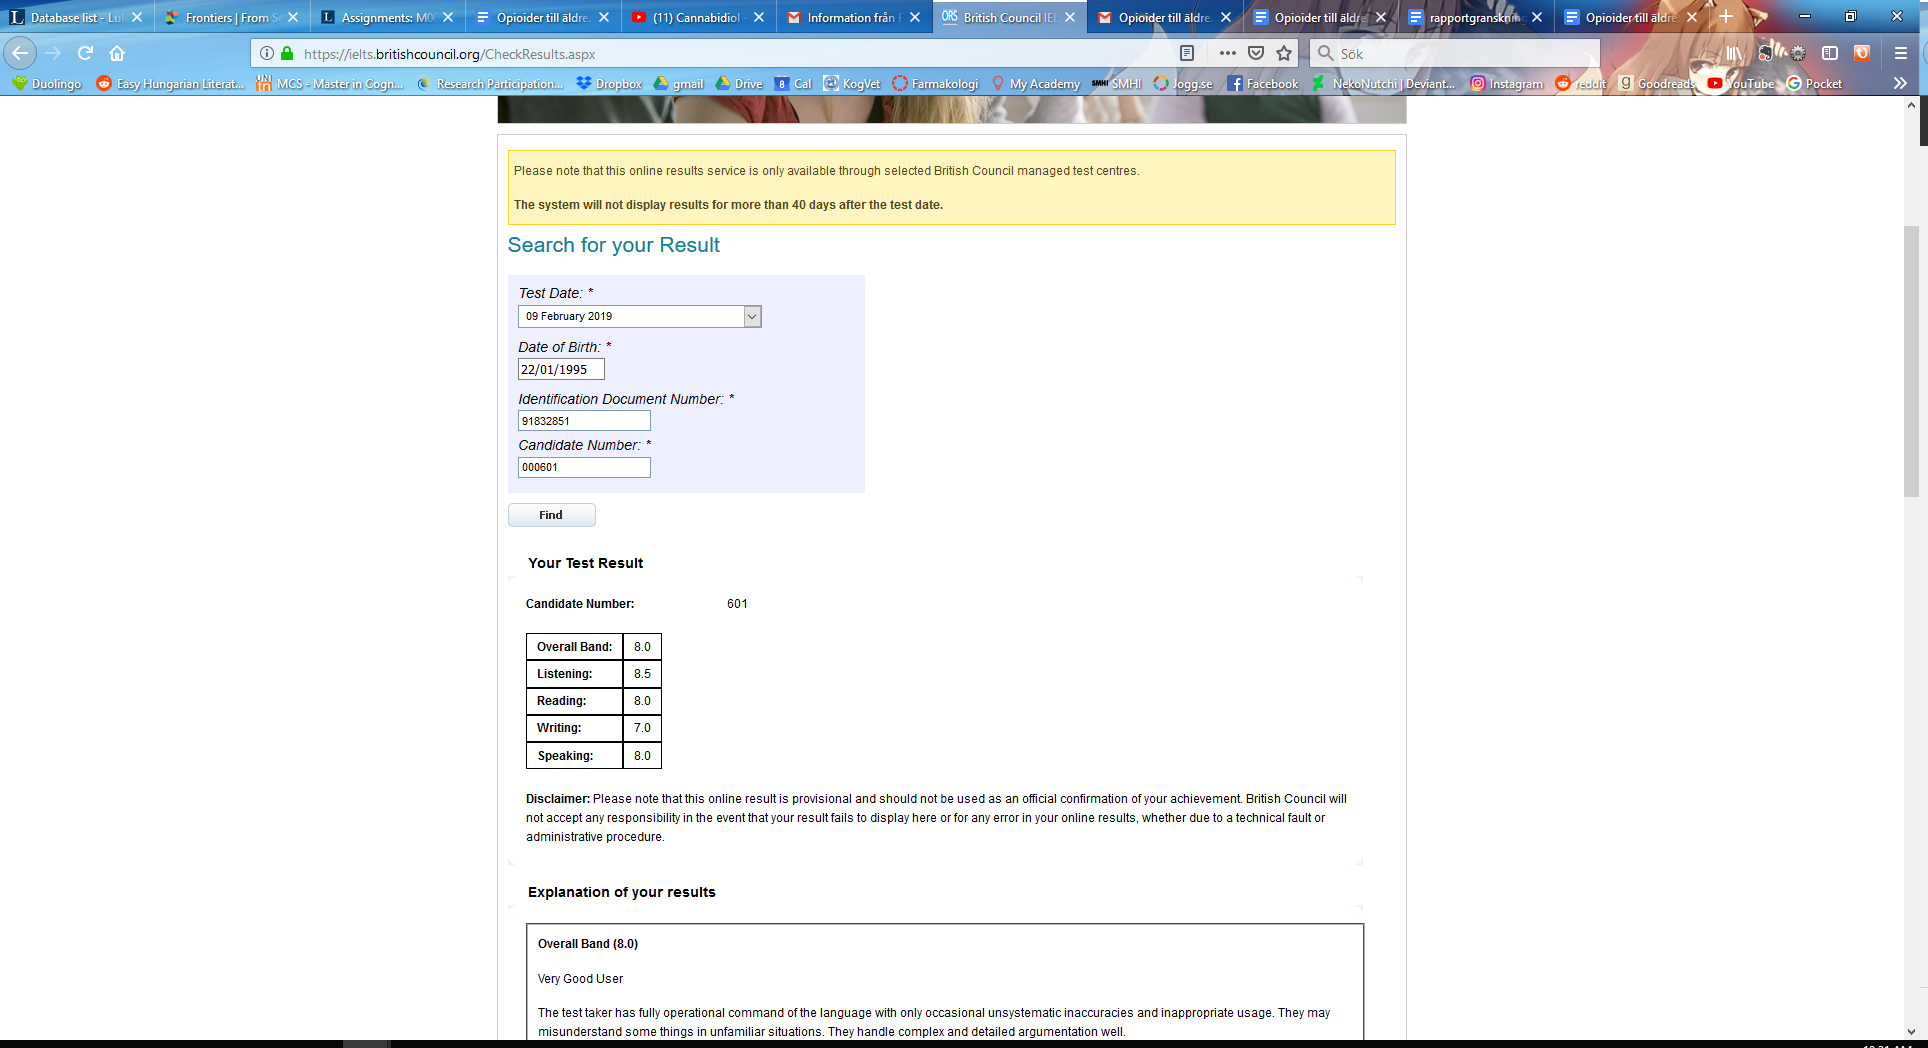 Database list - Lul
Frontiers | From S
Assignments: M0
Opioider till äldre.
(11) Cannabidiol -
Information från F
ORS British Council IEL
Opioider till äldre.
Opioider till äldre
rapportgranskning
Opioider till äldre
https://ielts.britishcouncil.org/CheckResults.aspx
Sök
Duolingo
Easy Hungarian Literat...
MCS - Master in Cogn...
Research Participation...
Dropbox
gmail
Drive
8 Cal
KogVet
Farmakologi
My Academy
SMHI SMHI
Jogg.se
Facebook
NekoNutchi | Deviant...
Instagram
reddit
Goodreads
YouTube
Pocket
Please note that this online results service is only available through selected British Council managed test centres.
The system will not display results for more than 40 days after the test date.
Search for your Result
Test Date: *
09 February 2019
Date of Birth: *
22/01/1995
Identification Document Number: *
91832851
Candidate Number: *
000601
Find
Your Test Result
Candidate Number: 601
Overall Band: 8.0
Listening: 8.5
Reading: 8.0
Writing: 7.0
Speaking: 8.0
Disclaimer: Please note that this online result is provisional and should not be used as an official confirmation of your achievement. British Council will
not accept any responsibility in the event that your result fails to display here or for any error in your online results, whether due to a technical fault or
administrative procedure.
Explanation of your results
Overall Band (8.0)
Very Good User
The test taker has fully operational command of the language with only occasional unsystematic inaccuracies and inappropriate usage. They may
misunderstand some things in unfamiliar situations. They handle complex and detailed argumentation well.